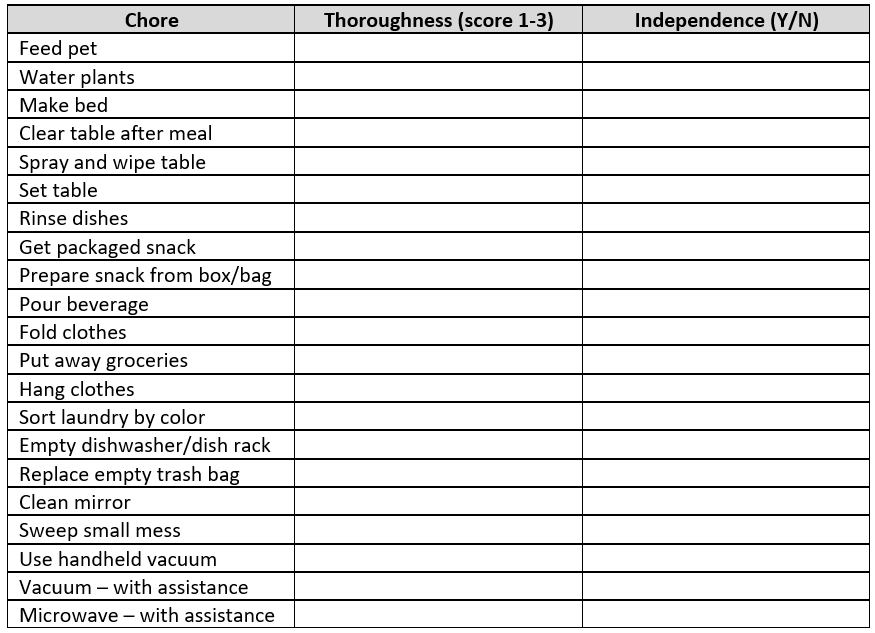 Chore Thoroughness (score 1-3) Independence (Y/N)
Feed pet
Water plants
Make bed
Clear table after meal
Spray and wipe table
Set table
Rinse dishes
Get packaged snack
Prepare snack from box/bag
Pour beverage
Fold clothes
Put away groceries
Hang clothes
Sort laundry by color
Empty dishwasher/dish rack
Replace empty trash bag
Clean mirror
Sweep small mess
Use handheld vacuum
Vacuum – with assistance
Microwave – with assistance